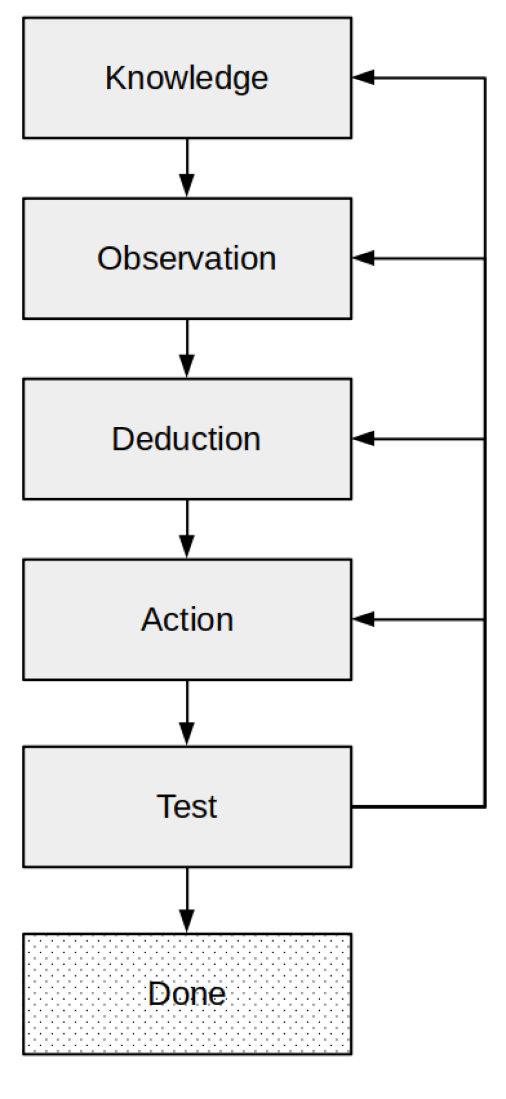 Knowledge
Observation
Deduction
Action
Test
Done